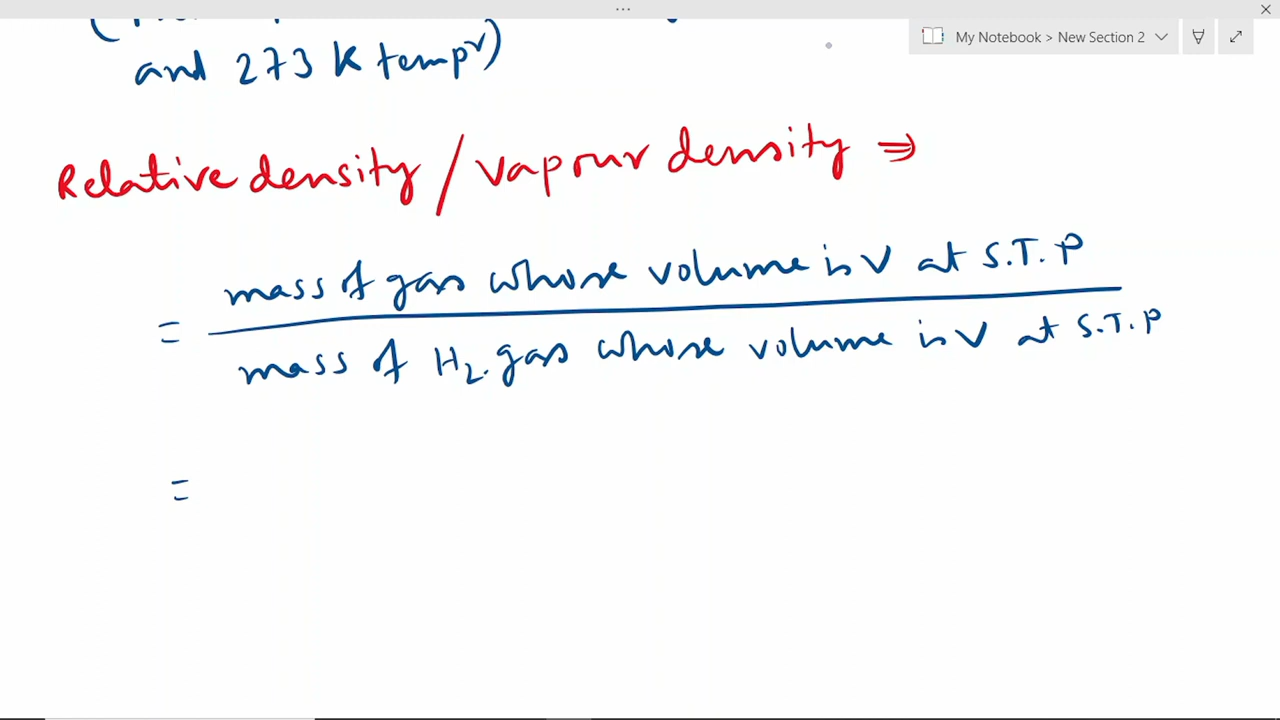 ...
My Notebook > New Section 2
and 273 K tempr)
Relative density / vapour density ⇒
= mass of gas whose volume is V at S.T.P
mass of H2 gas whose volume is V at S.T.P
=